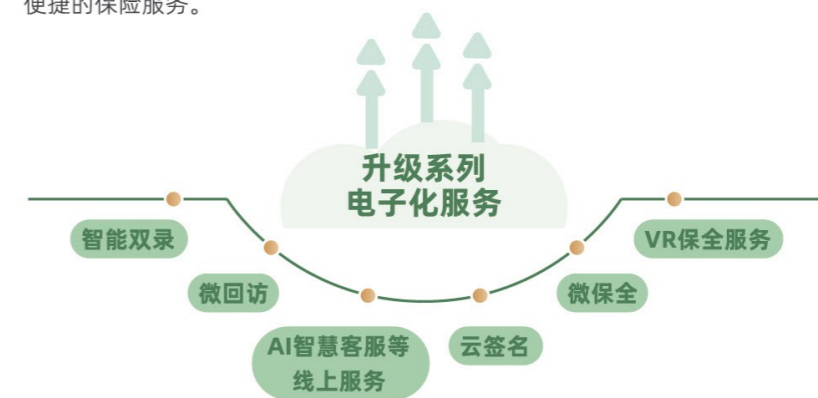 便捷的保险服务。
升级系列
电子化服务
智能双录
VR保全服务
微回访
微保全
AI智慧客服等
线上服务
云签名